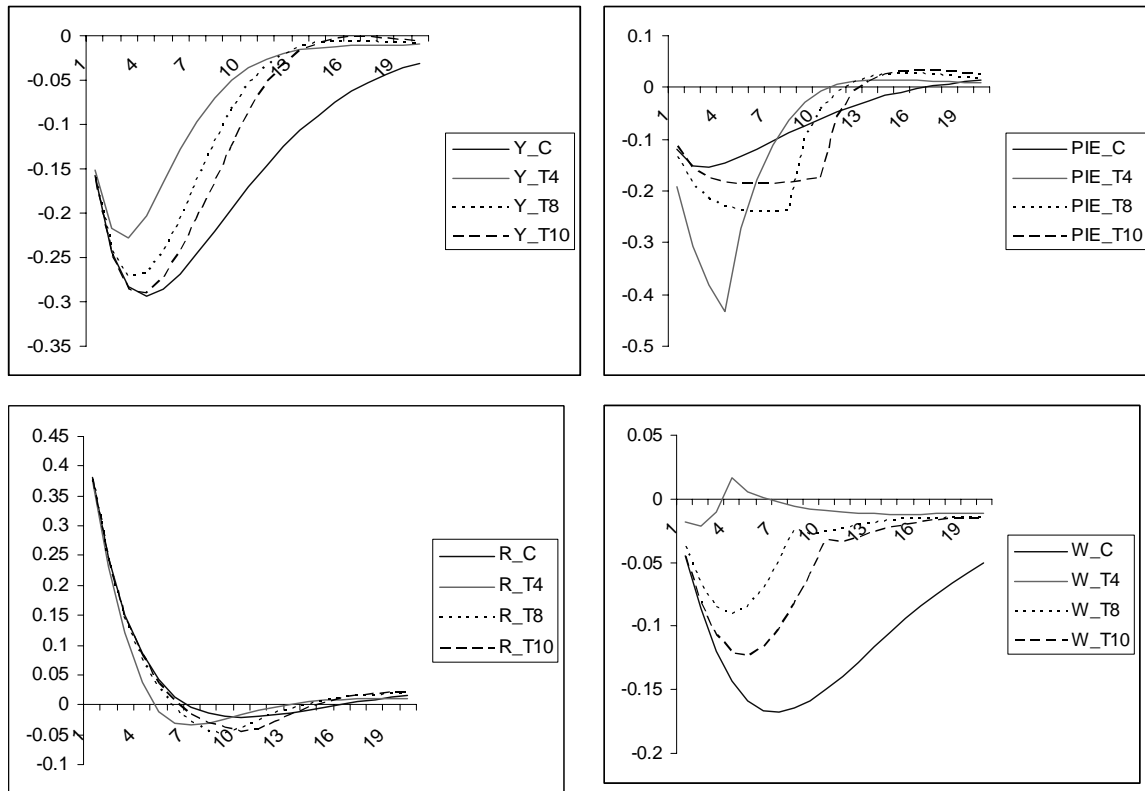 0
-0.05
-0.1
-0.15
-0.2
-0.25
-0.3
-0.35
1 4 7 10 13 16 19
Y_C
Y_T4
Y_T8
Y_T10
0.1
0
-0.1
-0.2
-0.3
-0.4
-0.5
1 4 7 10 13 16 19
PIE_C
PIE_T4
PIE_T8
PIE_T10
0.45
0.4
0.35
0.3
0.25
0.2
0.15
0.1
0.05
0
-0.05
-0.1
1 4 7 10 13 16 19
R_C
R_T4
R_T8
R_T10
0.05
0
-0.05
-0.1
-0.15
-0.2
1 4 7 10 13 16 19
W_C
W_T4
W_T8
W_T10